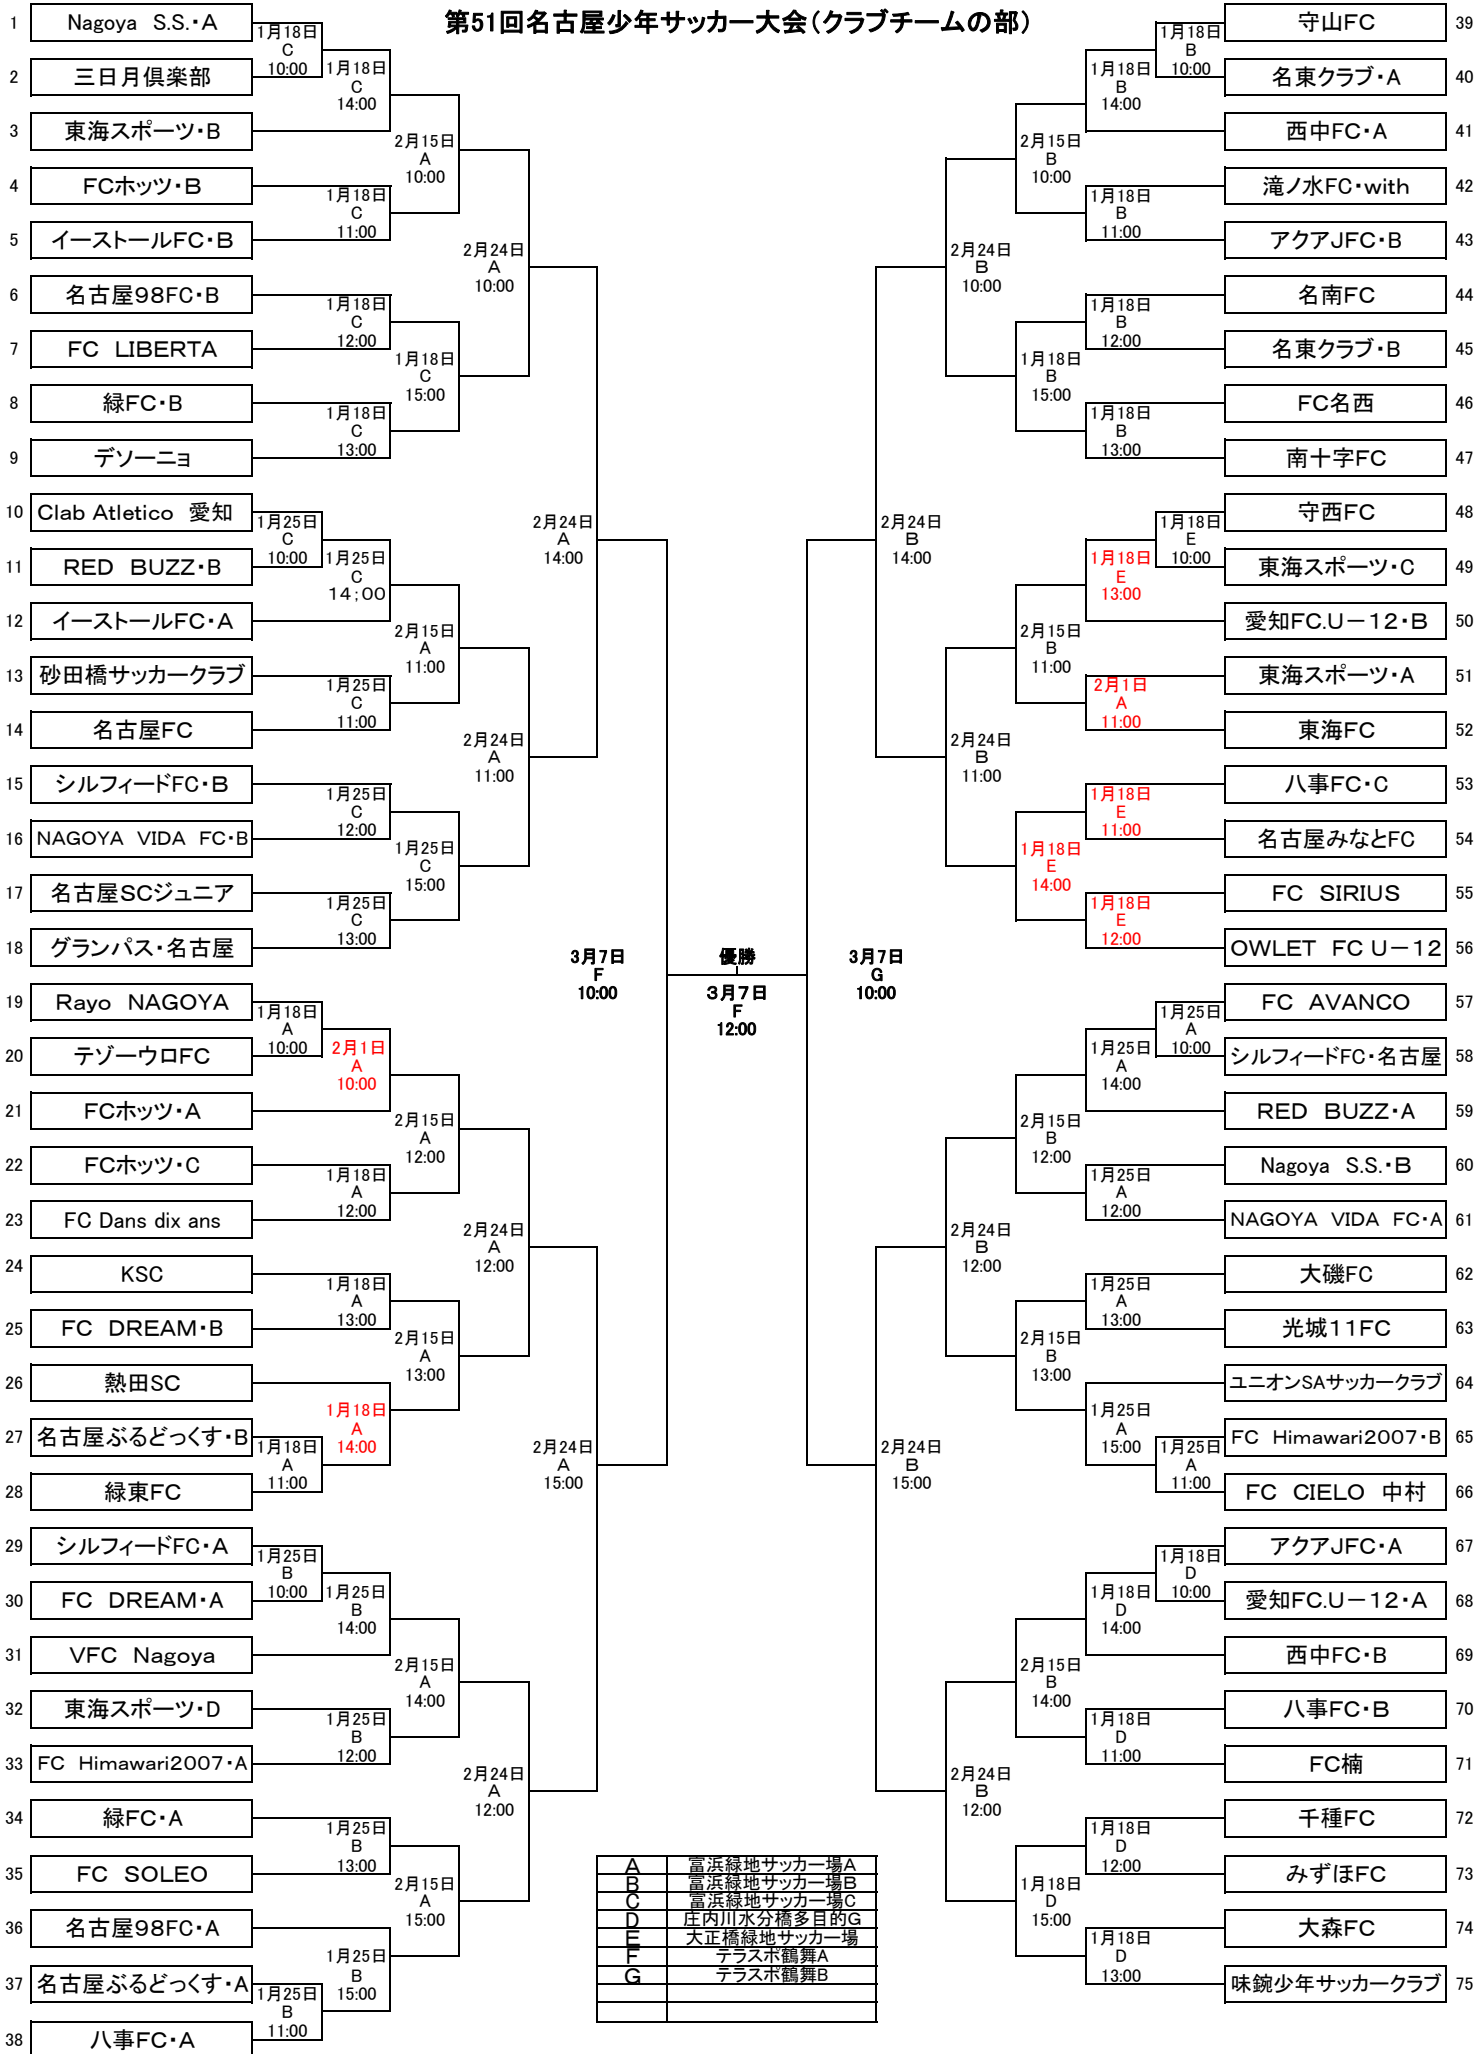 第51回名古屋少年サッカー大会(クラブチームの部)
1 Nagoya S.S.・A
2 三日月倶楽部
3 東海スポーツ・B
4 FCホッツ・B
5 イーストールFC・B
6 名古屋98FC・B
7 FC LIBERTA
8 緑FC・B
9 デソーニョ
10 Clab Atletico 愛知
11 RED BUZZ・B
12 イーストールFC・A
13 砂田橋サッカークラブ
14 名古屋FC
15 シルフィードFC・B
16 NAGOYA VIDA FC・B
17 名古屋SCジュニア
18 グランパス・名古屋
19 Rayo NAGOYA
20 テゾーウロFC
21 FCホッツ・A
22 FCホッツ・C
23 FC Dans dix ans
24 KSC
25 FC DREAM・B
26 熱田SC
27 名古屋ぶるどっくす・B
28 緑東FC
29 シルフィードFC・A
30 FC DREAM・A
31 VFC Nagoya
32 東海スポーツ・D
33 FC Himawari2007・A
34 緑FC・A
35 FC SOLEO
36 名古屋98FC・A
37 名古屋ぶるどっくす・A
38 八事FC・A
1月18日
C
10:00
1月18日
C
11:00
1月18日
C
12:00
1月18日
C
13:00
1月25日
C
10:00
1月25日
C
11:00
1月25日
C
12:00
1月25日
C
13:00
1月18日
A
10:00
1月18日
A
12:00
1月18日
A
13:00
1月18日
A
11:00
1月25日
B
10:00
1月25日
B
12:00
1月25日
B
13:00
1月25日
B
11:00
1月18日
C
14:00
1月18日
C
15:00
1月25日
C
14;00
1月25日
C
15:00
2月1日
A
10:00
1月18日
A
14:00
1月25日
B
14:00
1月25日
B
15:00
2月15日
A
10:00
2月15日
A
11:00
2月15日
A
12:00
2月15日
A
13:00
2月15日
A
14:00
2月15日
A
15:00
2月24日
A
10:00
2月24日
A
11:00
2月24日
A
12:00
2月24日
A
12:00
2月24日
A
14:00
2月24日
A
15:00
3月7日
F
10:00
優勝
3月7日
F
12:00
3月7日
G
10:00
2月24日
B
14:00
2月24日
B
15:00
2月24日
B
10:00
2月24日
B
11:00
2月24日
B
12:00
2月24日
B
12:00
2月15日
B
10:00
1月18日
B
15:00
2月15日
B
11:00
1月18日
E
14:00
2月15日
B
12:00
2月15日
B
13:00
2月15日
B
14:00
1月18日
D
15:00
1月18日
B
14:00
1月18日
B
11:00
1月18日
B
12:00
1月18日
B
13:00
1月18日
E
13:00
2月1日
A
11:00
1月18日
E
11:00
1月18日
E
12:00
1月25日
A
14:00
1月25日
A
12:00
1月25日
A
13:00
1月25日
A
15:00
1月18日
D
14:00
1月18日
D
11:00
1月18日
D
12:00
1月18日
D
13:00
1月18日
B
10:00
1月18日
E
10:00
1月25日
A
10:00
1月25日
A
11:00
1月18日
D
10:00
守山FC 39
名東クラブ・A 40
西中FC・A 41
滝ノ水FC・with 42
アクアJFC・B 43
名南FC 44
名東クラブ・B 45
FC名西 46
南十字FC 47
守西FC 48
東海スポーツ・C 49
愛知FC.U-12・B 50
東海スポーツ・A 51
東海FC 52
八事FC・C 53
名古屋みなとFC 54
FC SIRIUS 55
OWLET FC U-12 56
FC AVANCO 57
シルフィードFC・名古屋 58
RED BUZZ・A 59
Nagoya S.S.・B 60
NAGOYA VIDA FC・A 61
大磯FC 62
光城11FC 63
ユニオンSAサッカークラブ 64
FC Himawari2007・B 65
FC CIELO 中村 66
アクアJFC・A 67
愛知FC.U-12・A 68
西中FC・B 69
八事FC・B 70
FC楠 71
千種FC 72
みずほFC 73
大森FC 74
味鋺少年サッカークラブ 75
A 富浜緑地サッカー場A
B 富浜緑地サッカー場B
C 富浜緑地サッカー場C
D 庄内川水分橋多目的G
E 大正橋緑地サッカー場
F テラスポ鶴舞A
G テラスポ鶴舞B